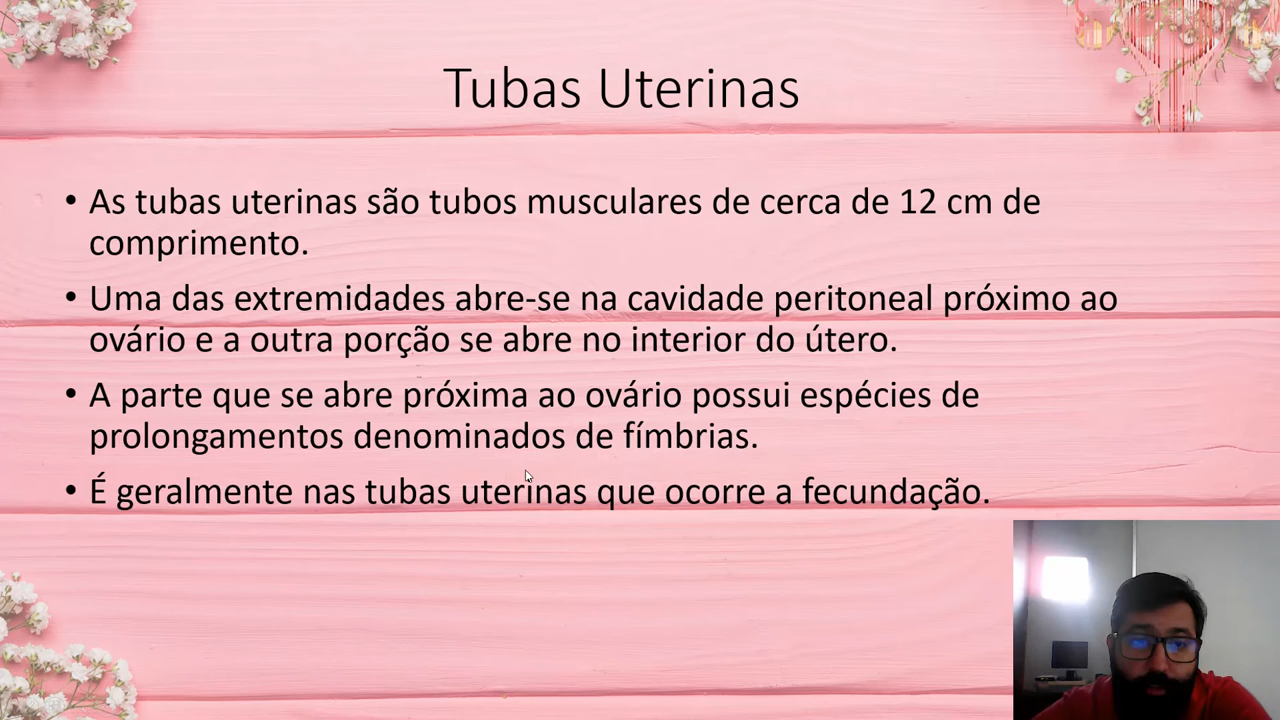 Tubas Uterinas
• As tubas uterinas são tubos musculares de cerca de 12 cm de
comprimento.
• Uma das extremidades abre-se na cavidade peritoneal próximo ao
ovário e a outra porção se abre no interior do útero.
• A parte que se abre próxima ao ovário possui espécies de
prolongamentos denominados de fímbrias.
• É geralmente nas tubas uterinas que ocorre a fecundação.